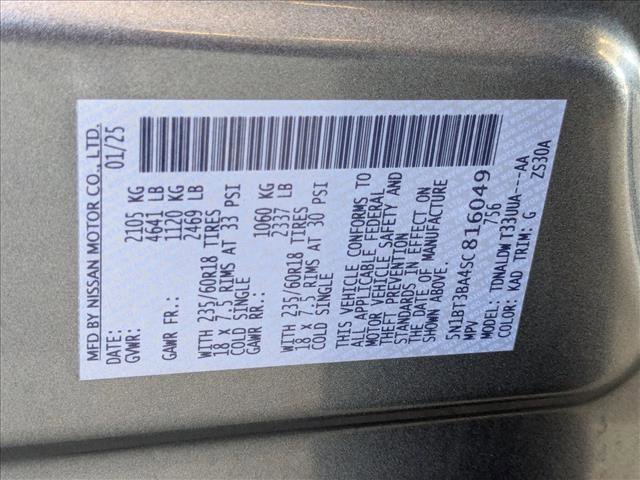 MFD BY NISSAN MOTOR CO., LTD.
DATE: 01/25
GVWR: 2105 KG
4641 LB
GAWR FR.: 1120 KG
2469 LB
WITH 235/60R18 TIRES
18 X 7.5 RIMS AT 33 PSI
COLD SINGLE
GAWR RR.: 1060 KG
2337 LB
WITH 235/60R18 TIRES
18 X 7.5 RIMS AT 30 PSI
COLD SINGLE
THIS VEHICLE CONFORMS TO
ALL APPLICABLE FEDERAL
MOTOR VEHICLE SAFETY AND
THEFT PREVENTION
STANDARDS IN EFFECT ON
THE DATE OF MANUFACTURE
SHOWN ABOVE.
5N1BT3BA4SC816049
MPV 756
MODEL: TDNALDWT33UUA---AA
COLOR: KAD TRIM: G ZS30A